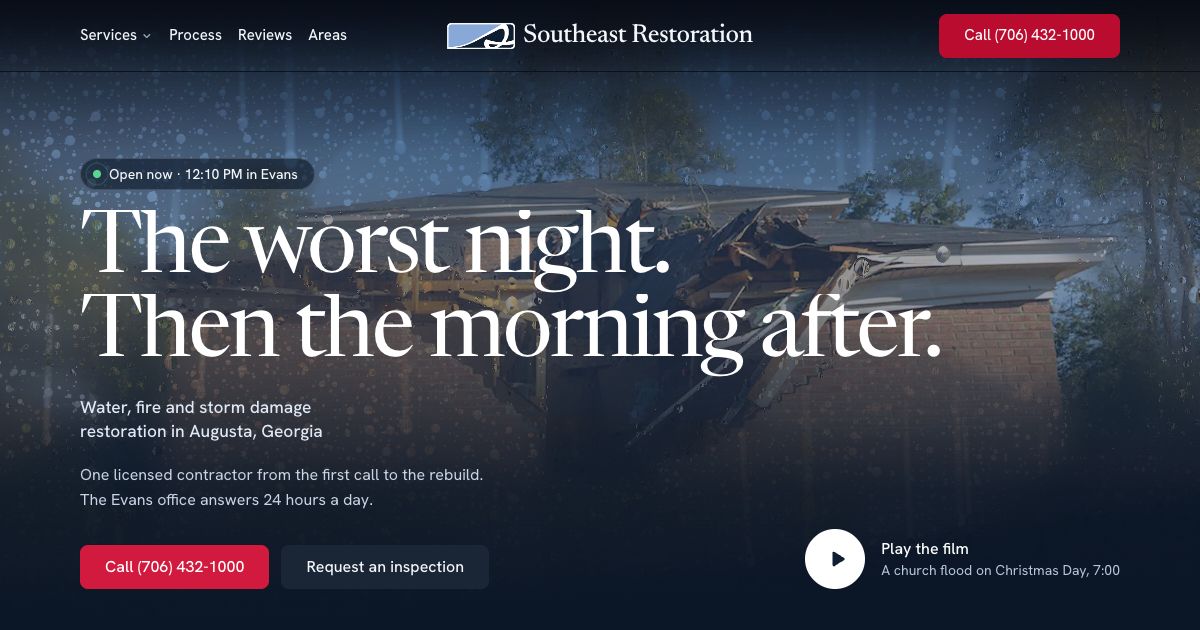 Services
Process
Reviews
Areas
Southeast Restoration
Call (706) 432-1000
Open now · 12:10 PM in Evans
The worst night.
Then the morning after.
Water, fire and storm damage
restoration in Augusta, Georgia
One licensed contractor from the first call to the rebuild.
The Evans office answers 24 hours a day.
Call (706) 432-1000
Request an inspection
Play the film
A church flood on Christmas Day, 7:00